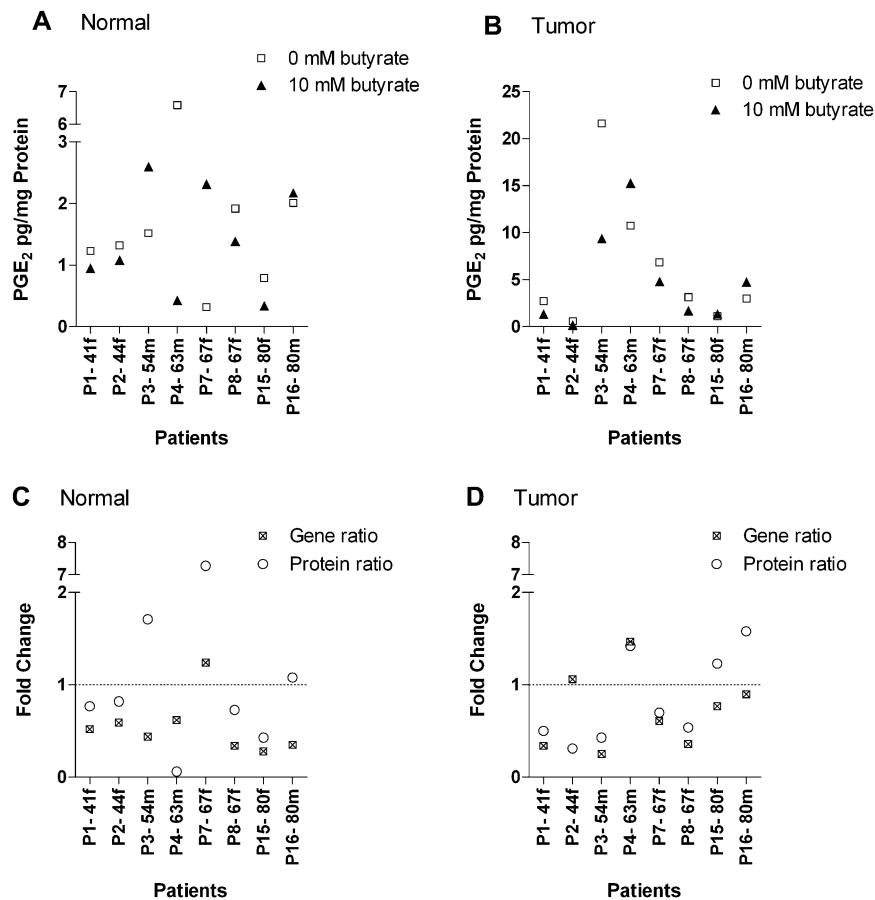 A Normal
0 mM butyrate
10 mM butyrate
PGE₂ pg/mg Protein
7
6
3
2
1
0
P1- 41f
P2- 44f
P3- 54m
P4- 63m
P7- 67f
P8- 67f
P15- 80f
P16- 80m
Patients
B Tumor
0 mM butyrate
10 mM butyrate
PGE₂ pg/mg Protein
25
20
15
10
5
0
P1- 41f
P2- 44f
P3- 54m
P4- 63m
P7- 67f
P8- 67f
P15- 80f
P16- 80m
Patients
C Normal
Gene ratio
Protein ratio
Fold Change
8
7
2
1
0
P1- 41f
P2- 44f
P3- 54m
P4- 63m
P7- 67f
P8- 67f
P15- 80f
P16- 80m
Patients
D Tumor
Gene ratio
Protein ratio
Fold Change
8
7
2
1
0
P1- 41f
P2- 44f
P3- 54m
P4- 63m
P7- 67f
P8- 67f
P15- 80f
P16- 80m
Patients